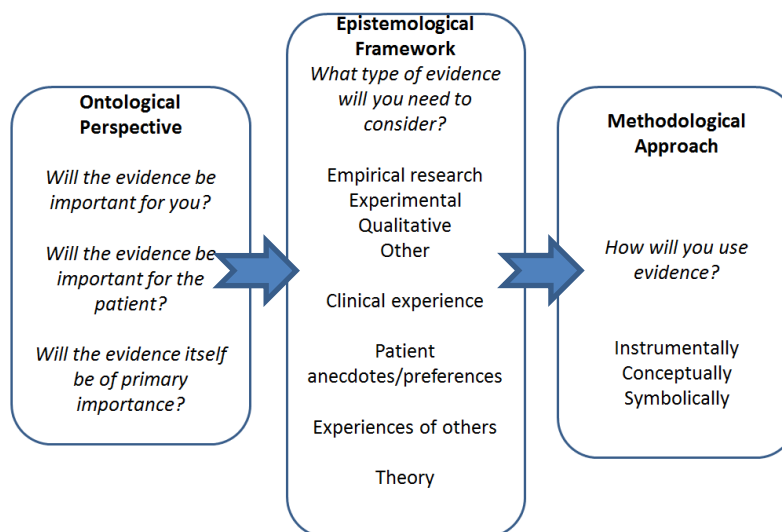 Ontological
Perspective
Will the evidence be
important for you?
Will the evidence be
important for the
patient?
Will the evidence itself
be of primary
importance?
Epistemological
Framework
What type of evidence
will you need to
consider?
Empirical research
Experimental
Qualitative
Other
Clinical experience
Patient
anecdotes/preferences
Experiences of others
Theory
Methodological
Approach
How will you use
evidence?
Instrumentally
Conceptually
Symbolically